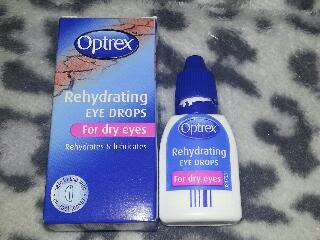 Optrex
Rehydrating
EYE DROPS
For dry eyes
Rehydrates & lubricates
Optrex
Rehydrating
EYE DROPS
For dry eyes